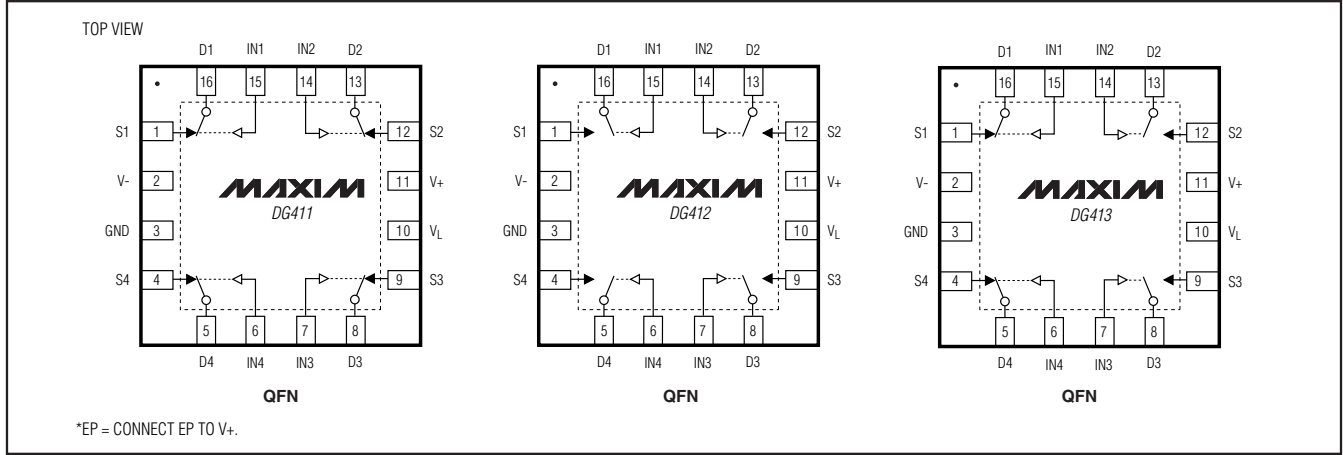 TOP VIEW
D1 IN1 IN2 D2
16 15 14 13
S1 1 12 S2
V- 2 11 V+
MAXIM
DG411
GND 3 10 VL
S4 4 9 S3
5 6 7 8
D4 IN4 IN3 D3
QFN
D1 IN1 IN2 D2
16 15 14 13
S1 1 12 S2
V- 2 11 V+
MAXIM
DG412
GND 3 10 VL
S4 4 9 S3
5 6 7 8
D4 IN4 IN3 D3
QFN
D1 IN1 IN2 D2
16 15 14 13
S1 1 12 S2
V- 2 11 V+
MAXIM
DG413
GND 3 10 VL
S4 4 9 S3
5 6 7 8
D4 IN4 IN3 D3
QFN
*EP = CONNECT EP TO V+.